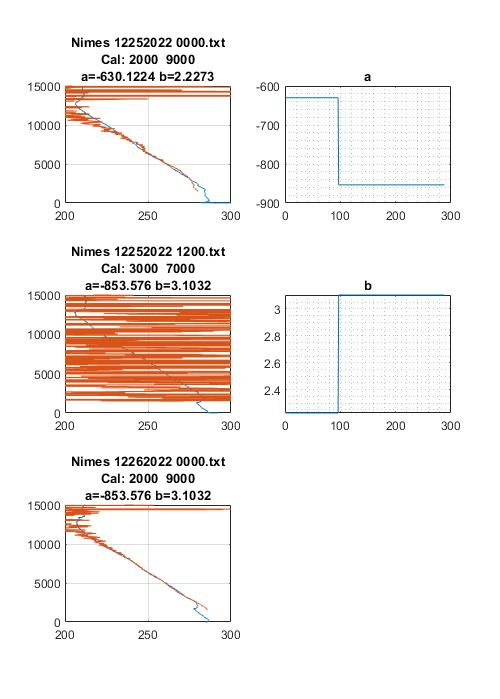 Nimes 12252022 0000.txt
Cal: 2000  9000
a=-630.1224 b=2.2273
15000
10000
5000
0
200 250 300
a
-600
-700
-800
-900
0 100 200 300
Nimes 12252022 1200.txt
Cal: 3000  7000
a=-853.576 b=3.1032
15000
10000
5000
0
200 250 300
b
3
2.8
2.6
2.4
0 100 200 300
Nimes 12262022 0000.txt
Cal: 2000  9000
a=-853.576 b=3.1032
15000
10000
5000
0
200 250 300